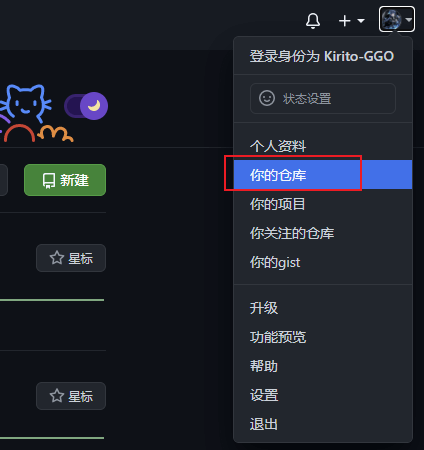 登录身份为 Kirito-GGO
状态设置
个人资料
你的仓库
你的项目
你关注的仓库
你的gist
升级
功能预览
帮助
设置
退出
新建
星标
星标